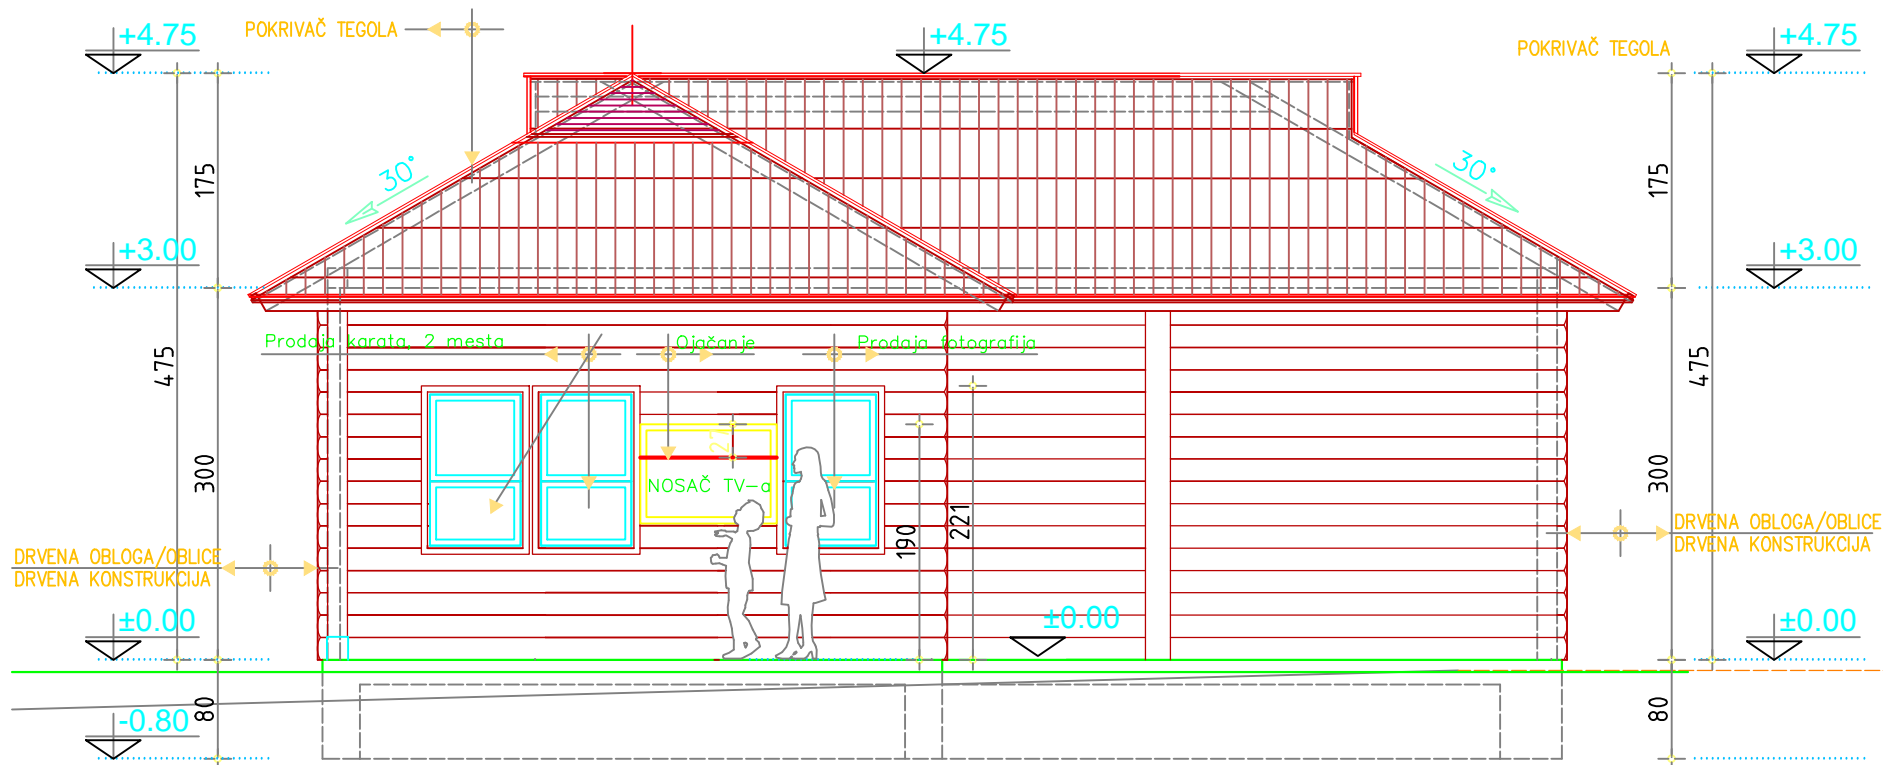 +4.75
POKRIVAČ TEGOLA
+4.75
POKRIVAČ TEGOLA
+4.75
30°
30°
175
175
+3.00
+3.00
Prodaja karata, 2 mesta
Ojačanje
Prodaja fotografija
475
475
NOSAČ TV-a
300
300
190
221
DRVENA OBLOGA/OBLICE
DRVENA KONSTRUKCIJA
DRVENA OBLOGA/OBLICE
DRVENA KONSTRUKCIJA
±0.00
±0.00
±0.00
-0.80
80
80